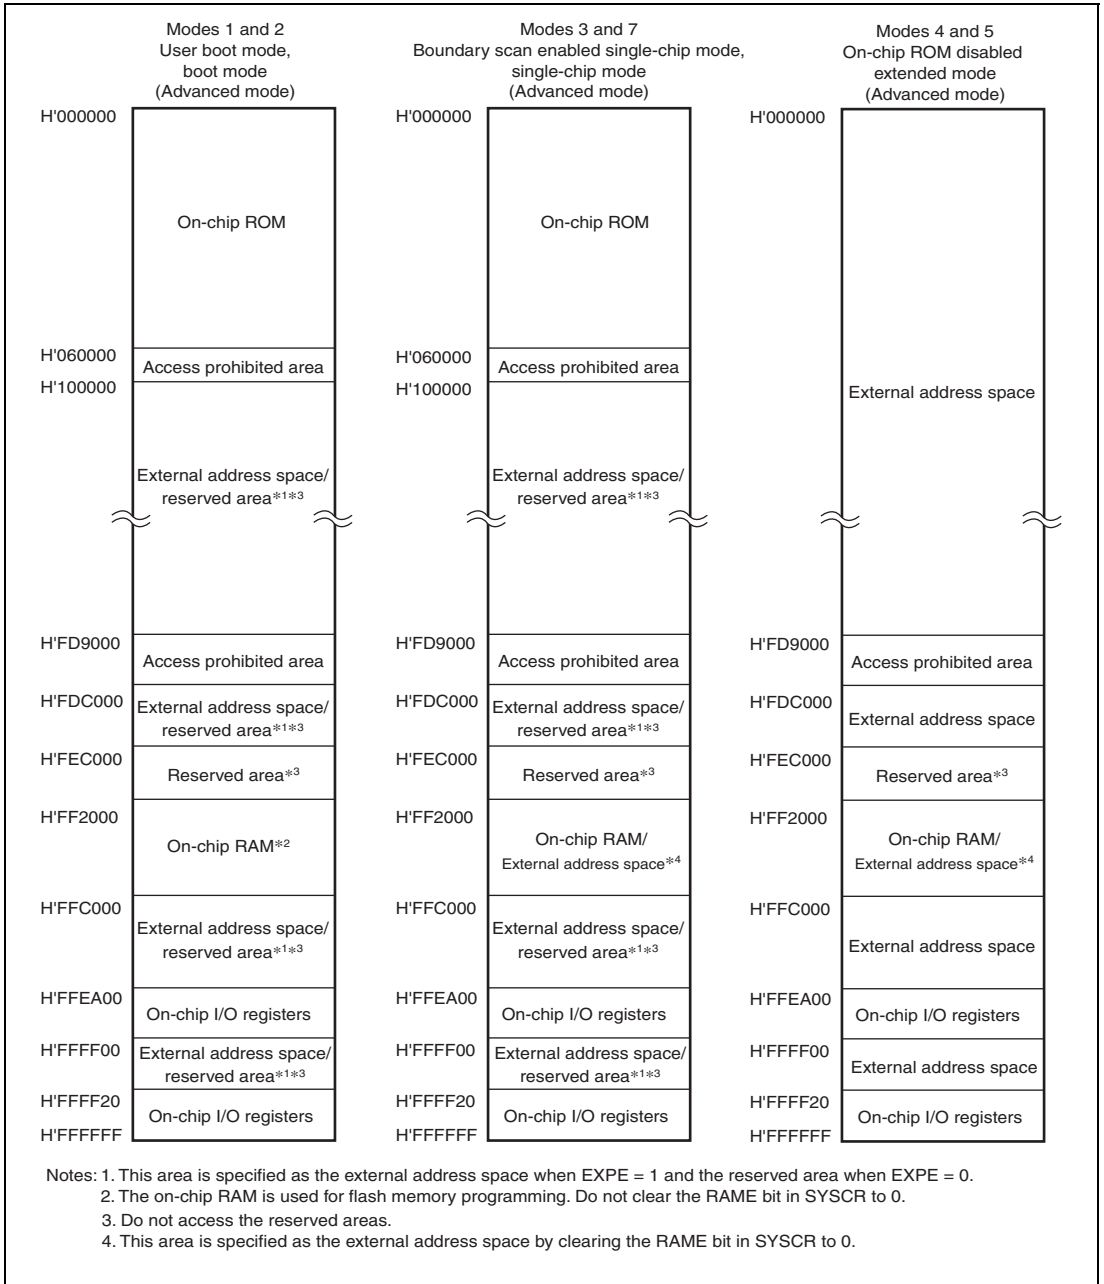 Modes 1 and 2
User boot mode,
boot mode
(Advanced mode)
H'000000
On-chip ROM
H'060000
Access prohibited area
H'100000
External address space/
reserved area*1*3
H'FD9000
Access prohibited area
H'FDC000
External address space/
reserved area*1*3
H'FEC000
Reserved area*3
H'FF2000
On-chip RAM*2
H'FFC000
External address space/
reserved area*1*3
H'FFEA00
On-chip I/O registers
H'FFFF00
External address space/
reserved area*1*3
H'FFFF20
On-chip I/O registers
H'FFFFFF
Modes 3 and 7
Boundary scan enabled single-chip mode,
single-chip mode
(Advanced mode)
H'000000
On-chip ROM
H'060000
Access prohibited area
H'100000
External address space/
reserved area*1*3
H'FD9000
Access prohibited area
H'FDC000
External address space/
reserved area*1*3
H'FEC000
Reserved area*3
H'FF2000
On-chip RAM/
External address space*4
H'FFC000
External address space/
reserved area*1*3
H'FFEA00
On-chip I/O registers
H'FFFF00
External address space/
reserved area*1*3
H'FFFF20
On-chip I/O registers
H'FFFFFF
Modes 4 and 5
On-chip ROM disabled
extended mode
(Advanced mode)
H'000000
External address space
H'FD9000
Access prohibited area
H'FDC000
External address space
H'FEC000
Reserved area*3
H'FF2000
On-chip RAM/
External address space*4
H'FFC000
External address space
H'FFEA00
On-chip I/O registers
H'FFFF00
External address space
H'FFFF20
On-chip I/O registers
H'FFFFFF
Notes: 1. This area is specified as the external address space when EXPE = 1 and the reserved area when EXPE = 0.
2. The on-chip RAM is used for flash memory programming. Do not clear the RAME bit in SYSCR to 0.
3. Do not access the reserved areas.
4. This area is specified as the external address space by clearing the RAME bit in SYSCR to 0.